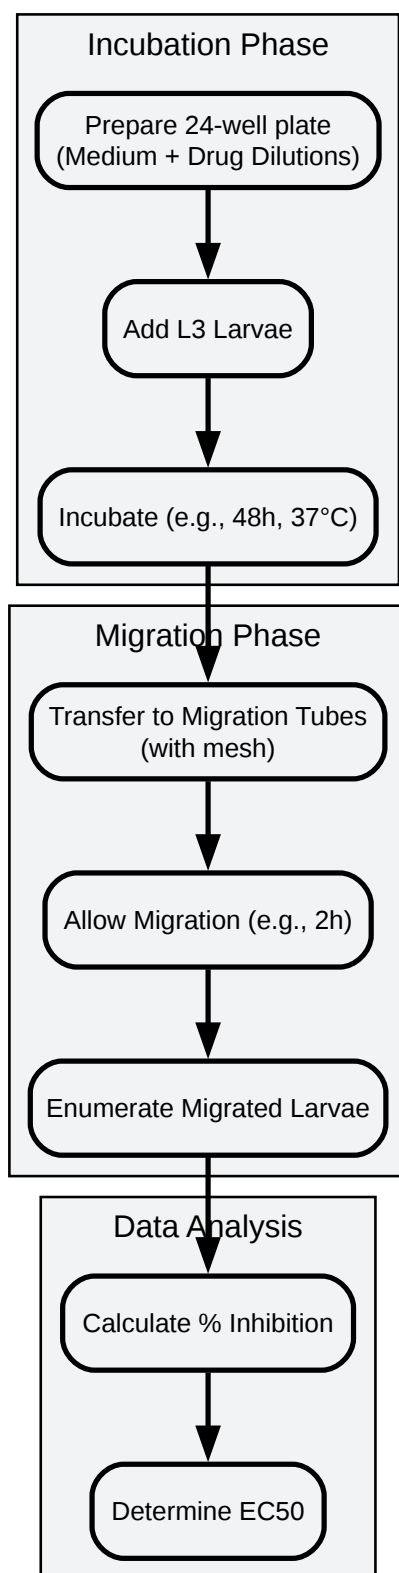 Incubation Phase
Prepare 24-well plate
(Medium + Drug Dilutions)
Add L3 Larvae
Incubate (e.g., 48h, 37°C)
Migration Phase
Transfer to Migration Tubes
(with mesh)
Allow Migration (e.g., 2h)
Enumerate Migrated Larvae
Data Analysis
Calculate % Inhibition
Determine EC50